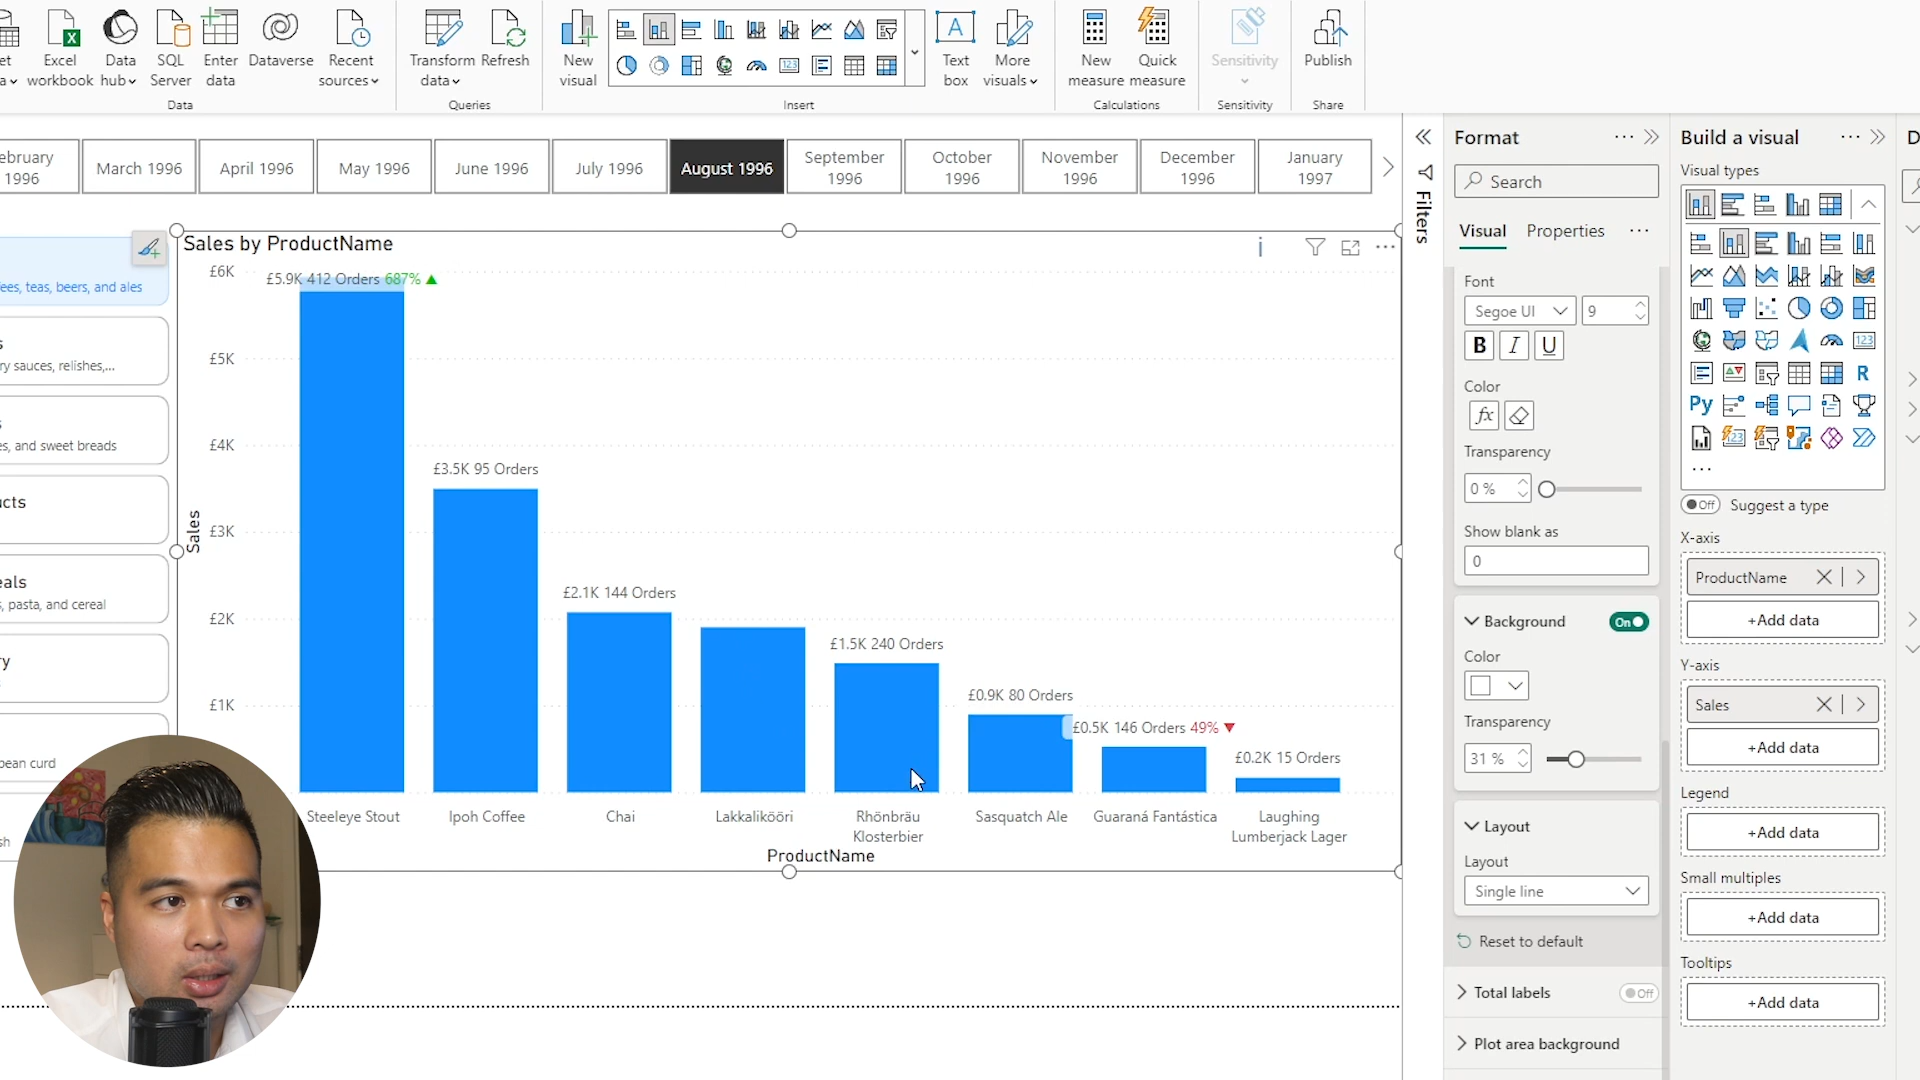 Excel
workbook
Data
hub
SQL
Server
Enter
data
Dataverse
Recent
sources
Transform
data
Refresh
New
visual
Text
box
More
visuals
New
measure
Quick
measure
Sensitivity
Publish
Data
Queries
Insert
Calculations
Sensitivity
Share
1996
March 1996
April 1996
May 1996
June 1996
July 1996
August 1996
September
1996
October
1996
November
1996
December
1996
January
1997
ees, teas, beers, and ales
s
ry sauces, relishes,...
s
es, and sweet breads
ucts
eals
s, pasta, and cereal
ry
bean curd
sh
Sales by ProductName
£6K
£5K
£4K
£3K
£2K
£1K
Sales
£5.9K 412 Orders 687% ▲
£3.5K 95 Orders
£2.1K 144 Orders
£1.5K 240 Orders
£0.9K 80 Orders
£0.5K 146 Orders 49% ▼
£0.2K 15 Orders
Steeleye Stout
Ipoh Coffee
Chai
Lakkalikööri
Rhönbräu
Klosterbier
Sasquatch Ale
Guaraná Fantástica
Laughing
Lumberjack Lager
ProductName
Filters
Format
Search
Visual
Properties
Font
Segoe UI
9
B
I
U
Color
fx
Transparency
0 %
Show blank as
0
Background
On
Color
Transparency
31 %
Layout
Layout
Single line
Reset to default
Total labels
Off
Plot area background
Build a visual
Visual types
123
R
Py
123
...
Off
Suggest a type
X-axis
ProductName
+Add data
Y-axis
Sales
+Add data
Legend
+Add data
Small multiples
+Add data
Tooltips
+Add data